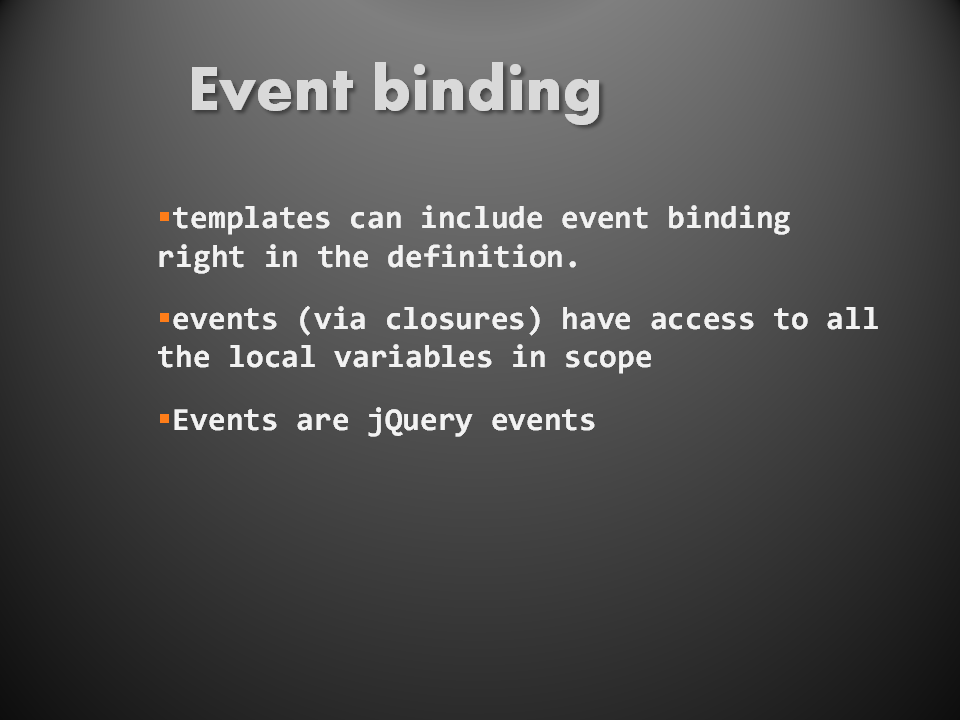 Event binding
▪templates can include event binding
right in the definition.
▪events (via closures) have access to all
the local variables in scope
▪Events are jQuery events